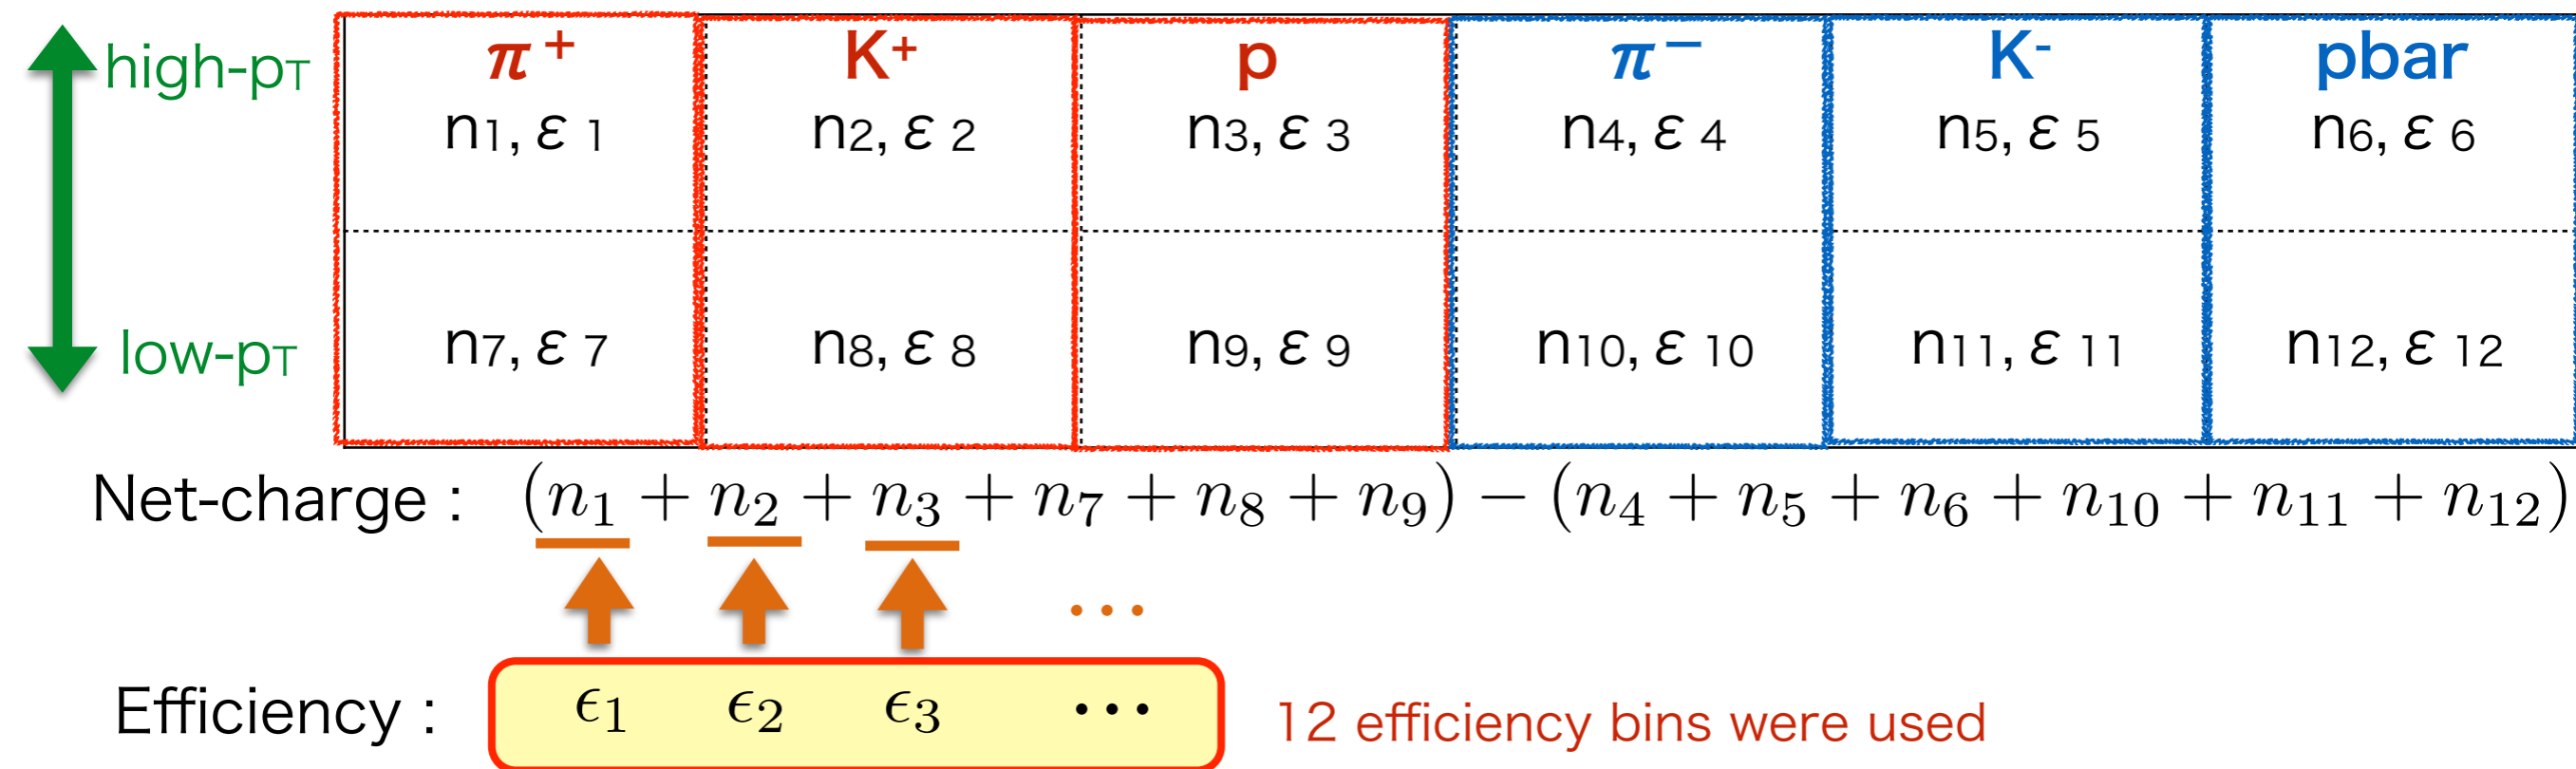 high-pT π⁺ K⁺ p π⁻ K- pbar
n1, ε 1 n2, ε 2 n3, ε 3 n4, ε 4 n5, ε 5 n6, ε 6
low-pT n7, ε 7 n8, ε 8 n9, ε 9 n10, ε 10 n11, ε 11 n12, ε 12
Net-charge : (n₁ + n₂ + n₃ + n₇ + n₈ + n₉) − (n₄ + n₅ + n₆ + n₁₀ + n₁₁ + n₁₂)
...
Efficiency : ϵ₁ ϵ₂ ϵ₃ ... 12 efficiency bins were used